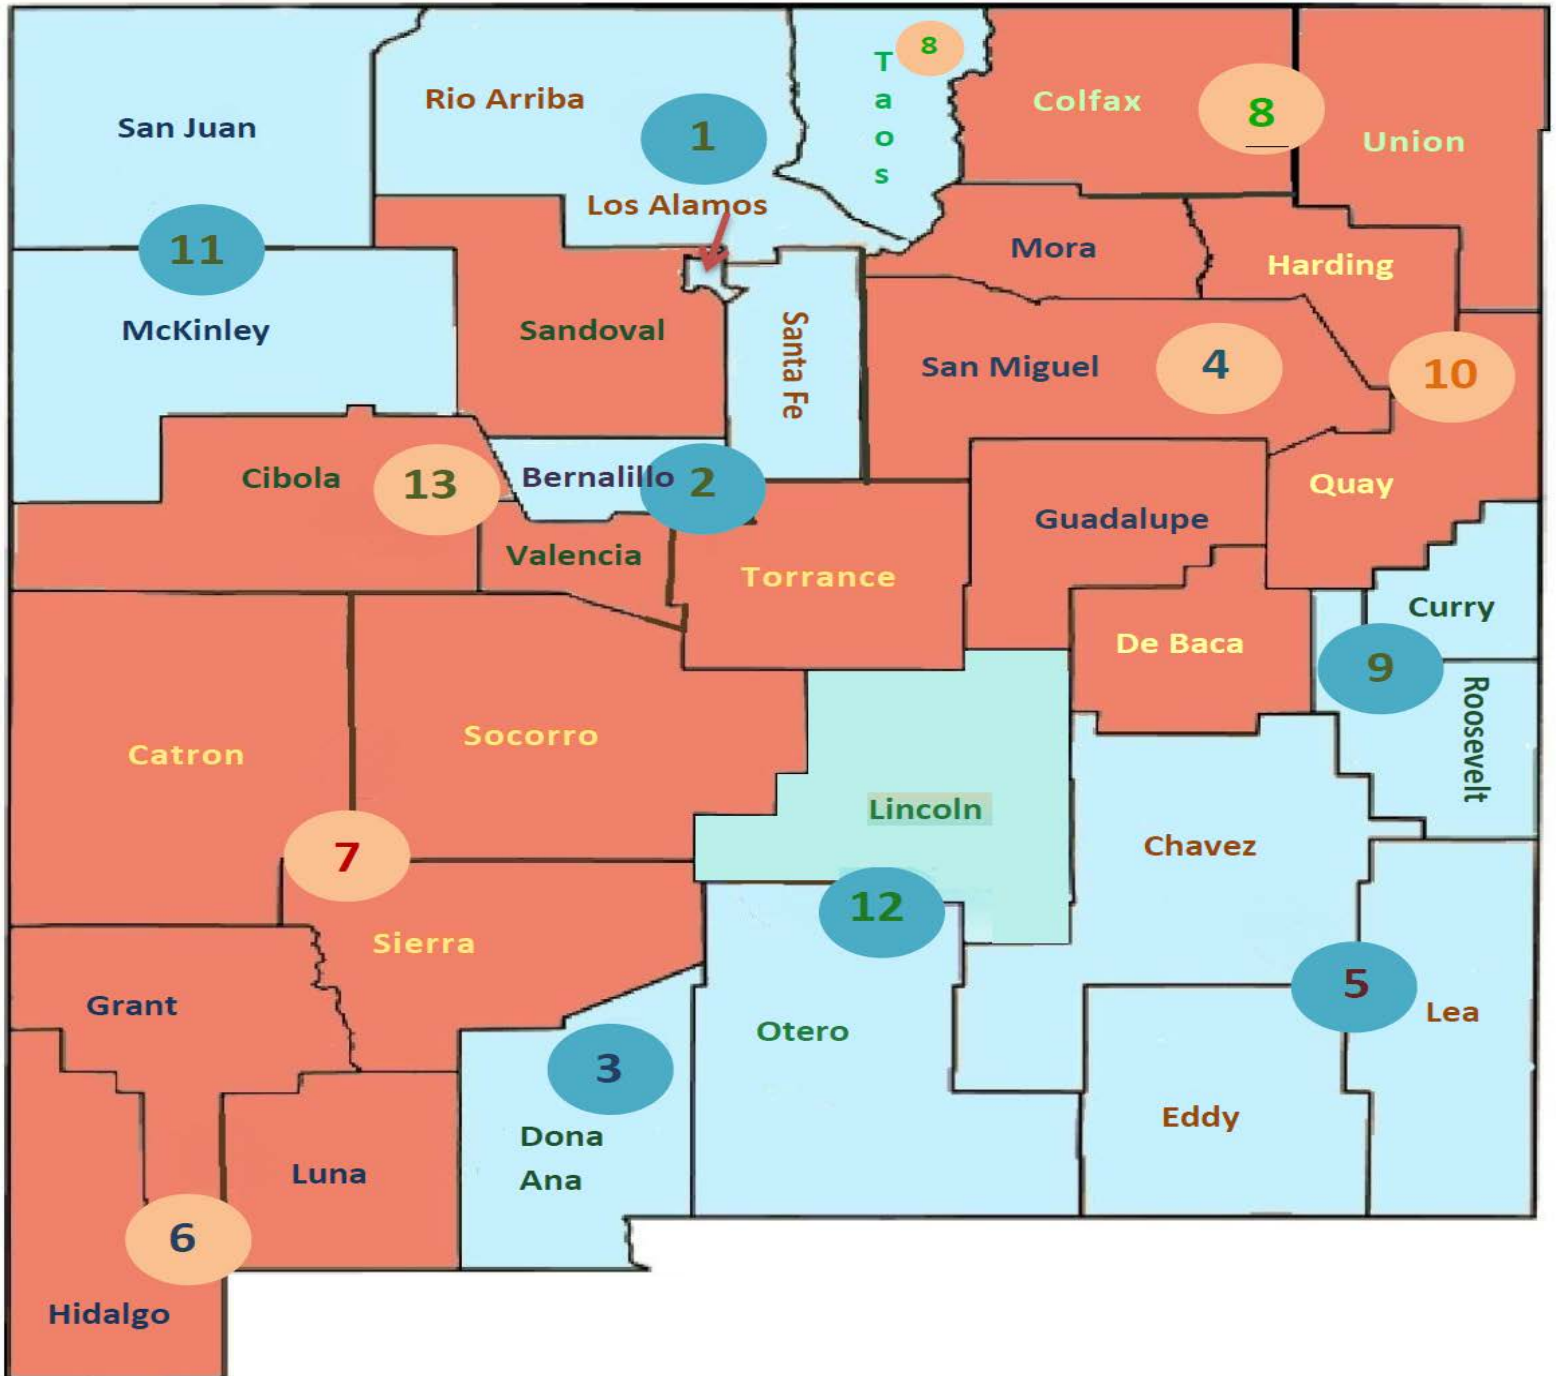 8
T
a
o
s
Rio Arriba
Colfax
8
San Juan
1
Union
Los Alamos
11
Mora
Harding
McKinley
Sandoval
Santa Fe
San Miguel
4
10
Cibola
13
Bernalillo
2
Quay
Guadalupe
Valencia
Torrance
Curry
De Baca
9
Roosevelt
Catron
Socorro
Lincoln
Chavez
7
12
Sierra
5
Grant
Lea
Otero
3
Eddy
Dona
Ana
Luna
6
Hidalgo